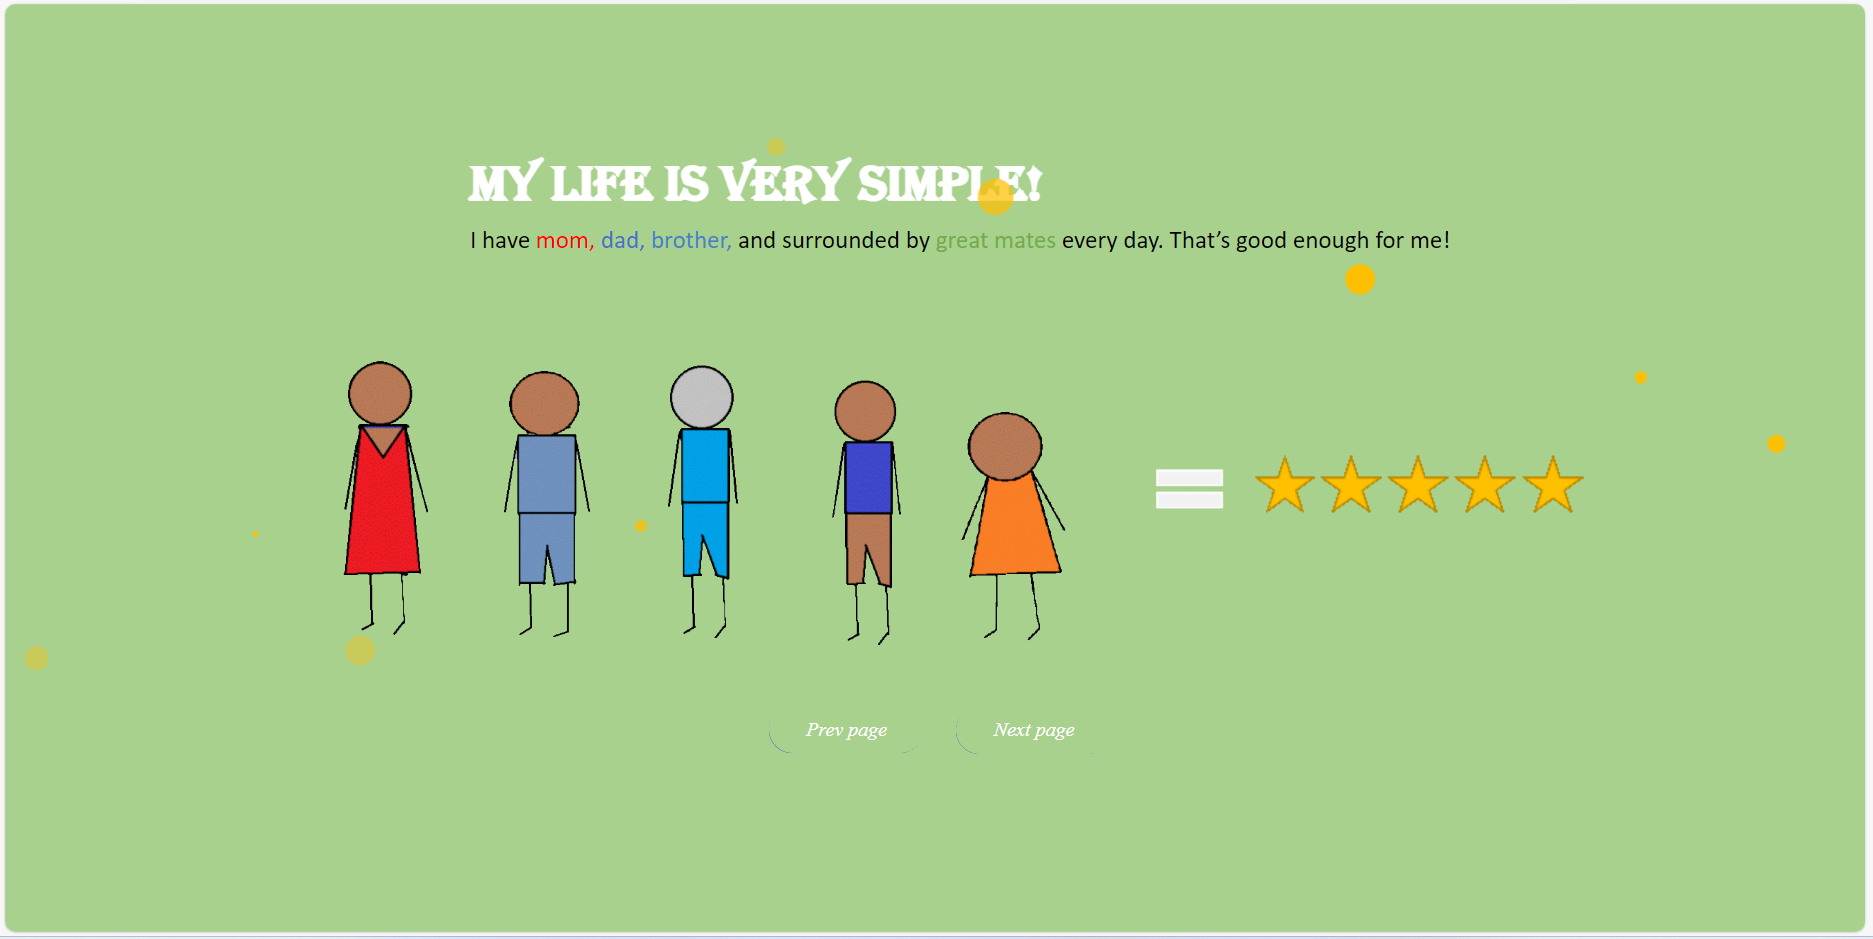 MY LIFE IS VERY SIMPLE!
I have mom, dad, brother, and surrounded by great mates every day. That’s good enough for me!
Prev page
Next page